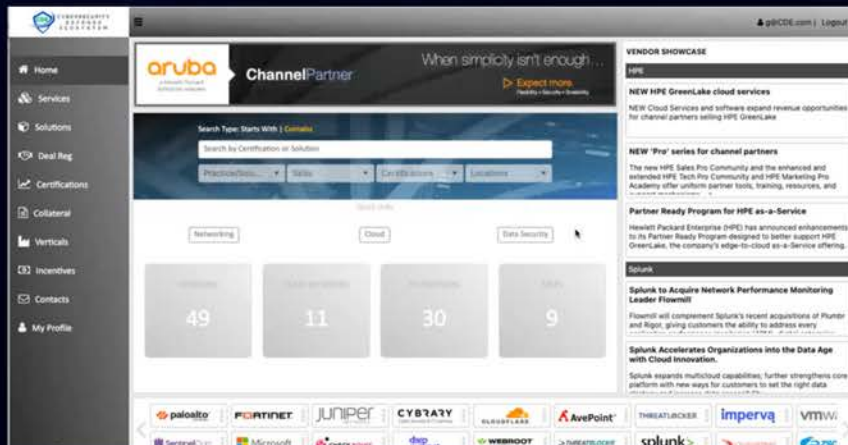 CYBERSECURITY
DEFENSE
ECOSYSTEM
g@CDE.com | Logout
Home
Services
Solutions
Deal Reg
Certifications
Collateral
Verticals
Incentives
Contacts
My Profile
aruba
ChannelPartner
When simplicity isn't enough...
Expect more
Search Type: Starts With | Contains
Search by Certification or Solution
Practice/Solu...
Skills
Certifications
Locations
Networking
Cloud
Data Security
49
11
30
9
VENDOR SHOWCASE
HPE
NEW HPE GreenLake cloud services
NEW Cloud Services and software expand revenue opportunities
for channel partners selling HPE GreenLake
NEW 'Pro' series for channel partners
The new HPE Sales Pro Community and the enhanced and
extended HPE Tech Pro Community and HPE Marketing Pro
Academy offer uniform partner tools, training, resources, and
Partner Ready Program for HPE as-a-Service
Hewlett Packard Enterprise (HPE) has announced enhancements
to its Partner Ready Program designed to better support HPE
GreenLake, the company's edge-to-cloud as-a-Service offering.
Splunk
Splunk to Acquire Network Performance Monitoring
Leader Flowmill
Flowmill will complement Splunk's recent acquisitions of Plumbr
and Rigor, giving customers the ability to address every
Splunk Accelerates Organizations into the Data Age
with Cloud Innovation.
Splunk expands multicloud capabilities; further strengthens core
platform with new ways for customers to set the right data
paloalto
FORTINET
JUNIPER
CYBRARY
CLOUDFLARE
AvePoint
THREATLOCKER
imperva
vmw
Microsoft
WEBROOT
splunk>